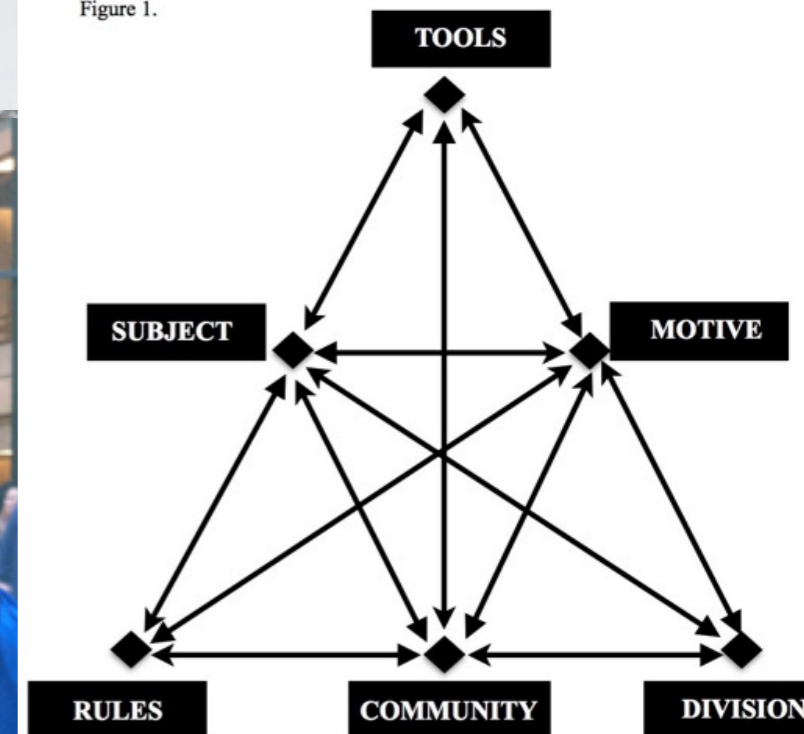 Figure 1.
TOOLS
SUBJECT
MOTIVE
RULES
COMMUNITY
DIVISION